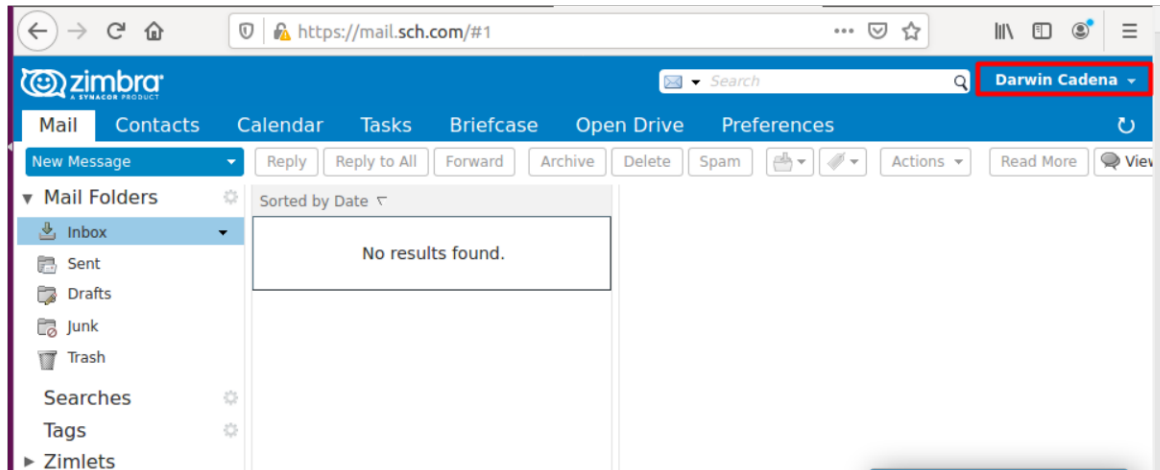 https://mail.sch.com/#1
zimbra
A SYNACOR PRODUCT
Search
Darwin Cadena
Mail Contacts Calendar Tasks Briefcase Open Drive Preferences
New Message Reply Reply to All Forward Archive Delete Spam Actions Read More View
Mail Folders
Sorted by Date
Inbox
No results found.
Sent
Drafts
Junk
Trash
Searches
Tags
Zimlets